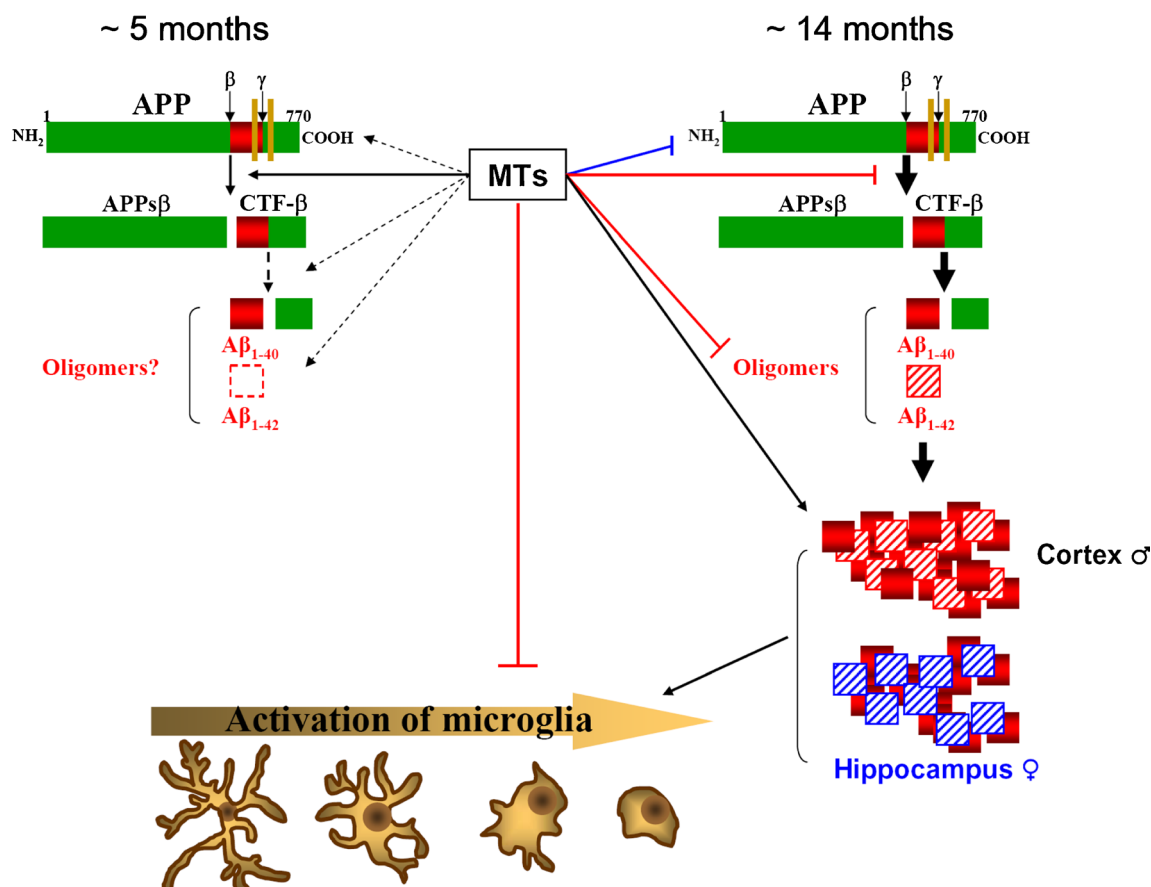 ~ 5 months
~ 14 months
β γ
1 APP 770
NH₂ COOH
β γ
1 APP 770
NH₂ COOH
MTs
APPsβ CTF-β
APPsβ CTF-β
Oligomers?
Aβ₁₋₄₀
Aβ₁₋₄₂
Oligomers
Aβ₁₋₄₀
Aβ₁₋₄₂
Cortex ♂
Hippocampus ♀
Activation of microglia